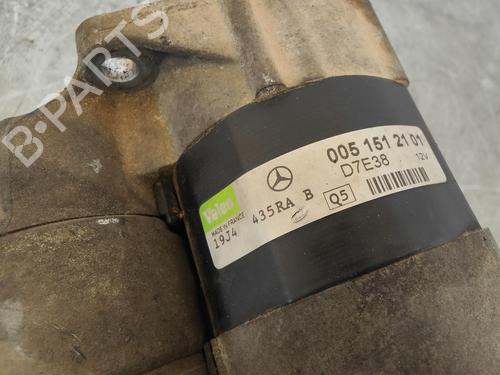 B-Parts
005 151 21 01
D7E38
12V
Valeo
MADE IN FRANCE
19J4
435RA B
Q5